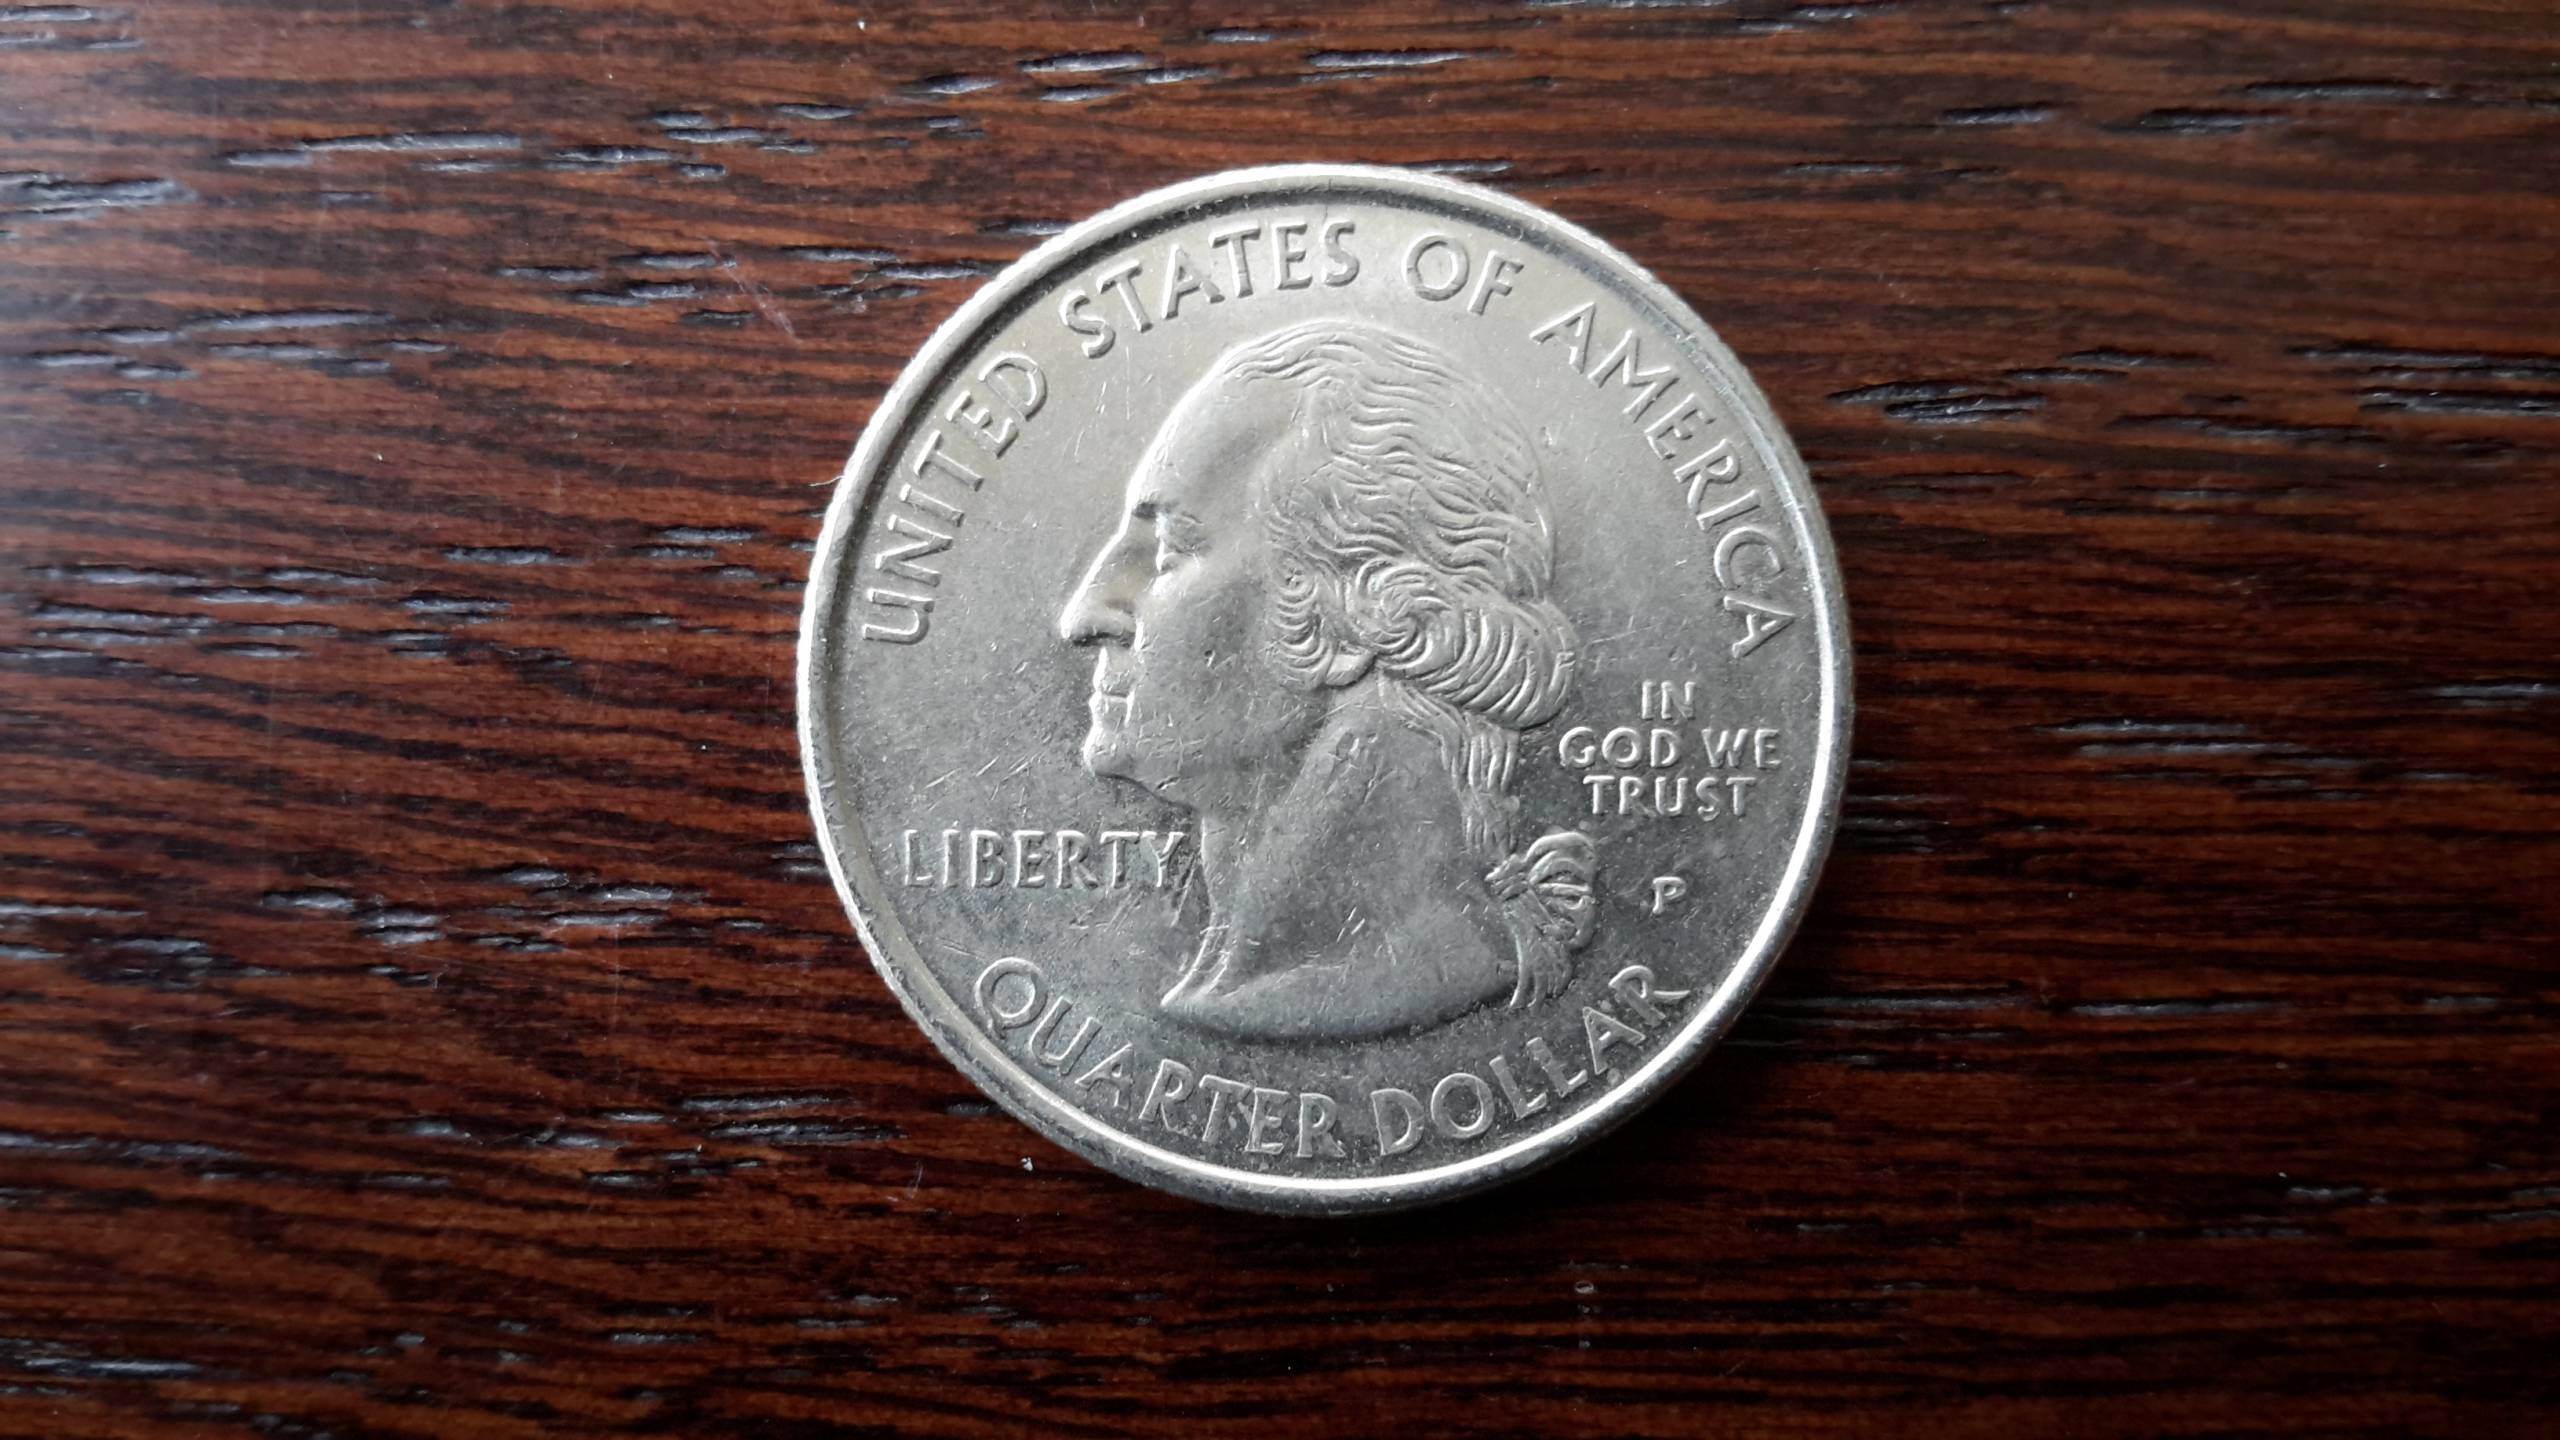 UNITED STATES OF AMERICA
IN
GOD WE
TRUST
LIBERTY
P
QUARTER DOLLAR